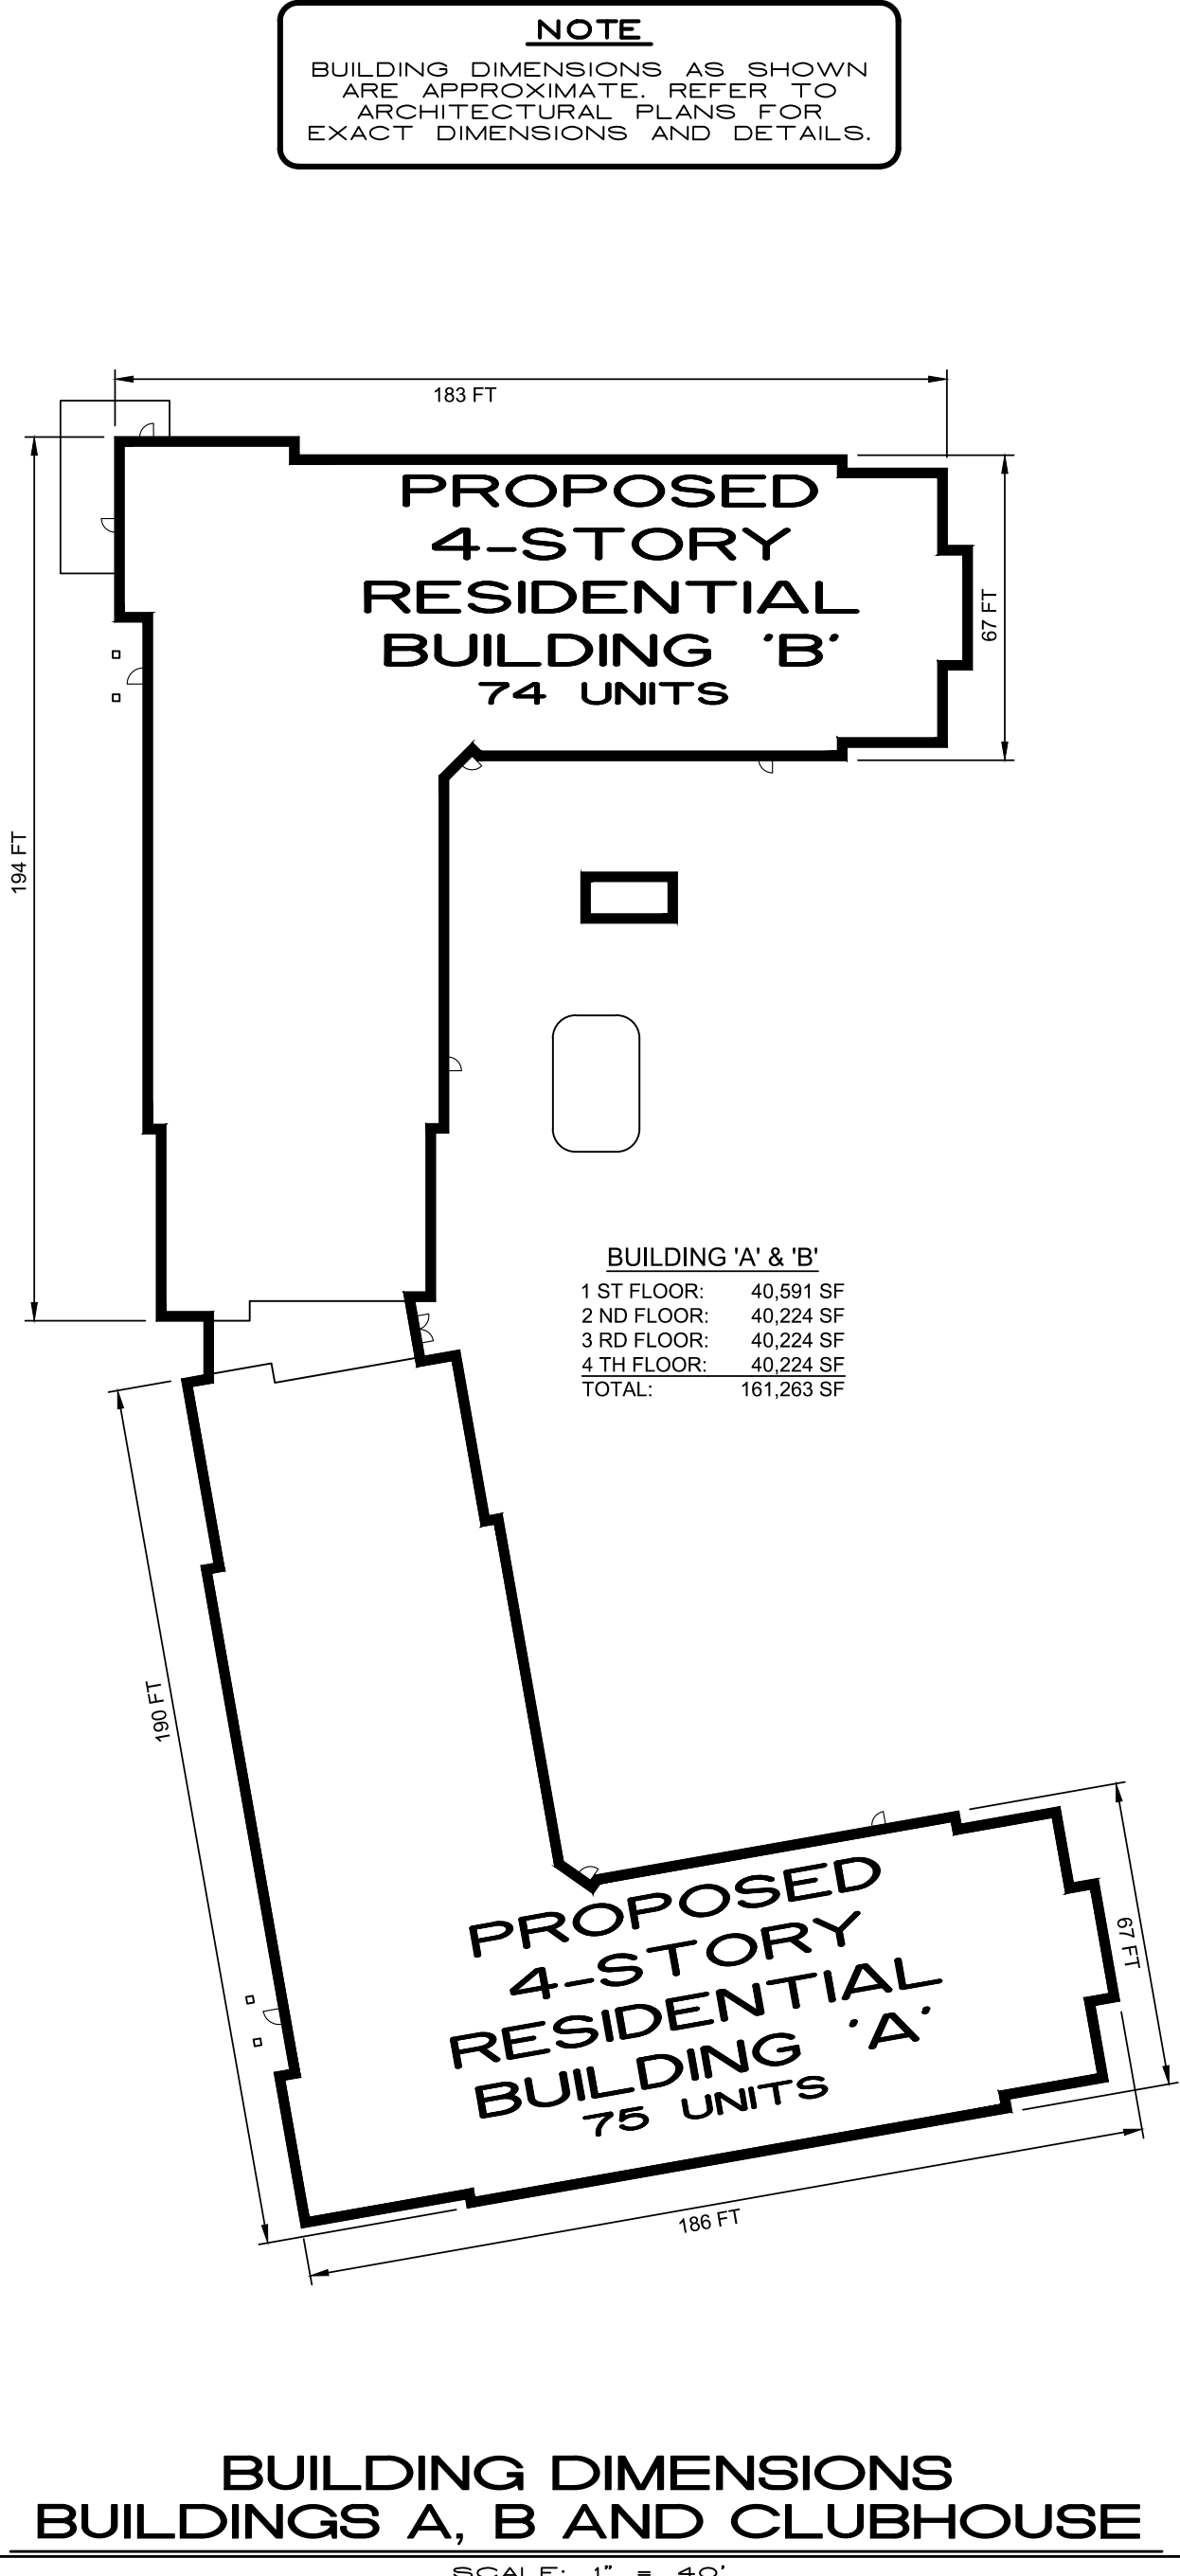 NOTE
BUILDING DIMENSIONS AS SHOWN
ARE APPROXIMATE. REFER TO
ARCHITECTURAL PLANS FOR
EXACT DIMENSIONS AND DETAILS.
183 FT
PROPOSED
4-STORY
RESIDENTIAL
BUILDING 'B'
74 UNITS
67 FT
194 FT
BUILDING 'A' & 'B'
1 ST FLOOR: 40,591 SF
2 ND FLOOR: 40,224 SF
3 RD FLOOR: 40,224 SF
4 TH FLOOR: 40,224 SF
TOTAL: 161,263 SF
190 FT
PROPOSED
4-STORY
RESIDENTIAL
BUILDING 'A'
75 UNITS
67 FT
186 FT
BUILDING DIMENSIONS
BUILDINGS A, B AND CLUBHOUSE
SCALE: 1" = 40'